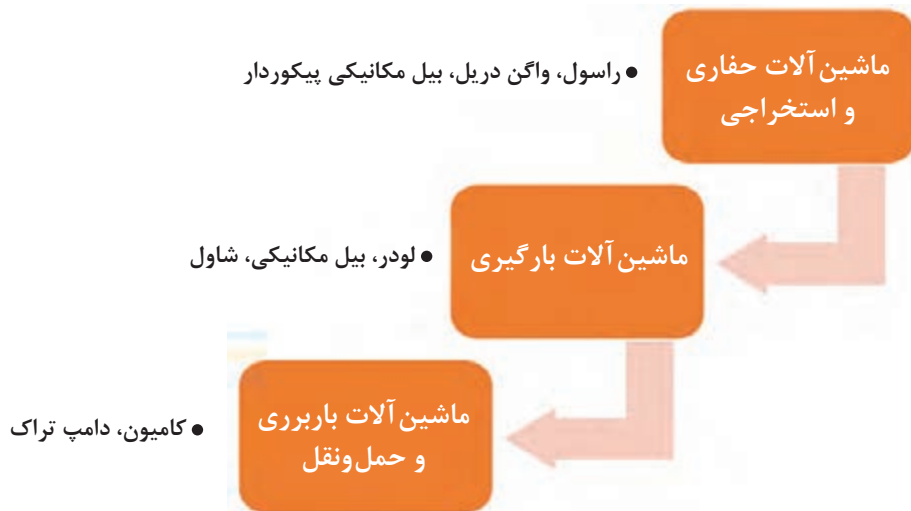 ماشین‌آلات حفاری
و استخراجی
● راسول، واگن دریل، بیل مکانیکی پیکوردار
ماشین‌آلات بارگیری
● لودر، بیل مکانیکی، شاول
ماشین‌آلات باربرری
و حمل‌ونقل
● کامیون، دامپ تراک